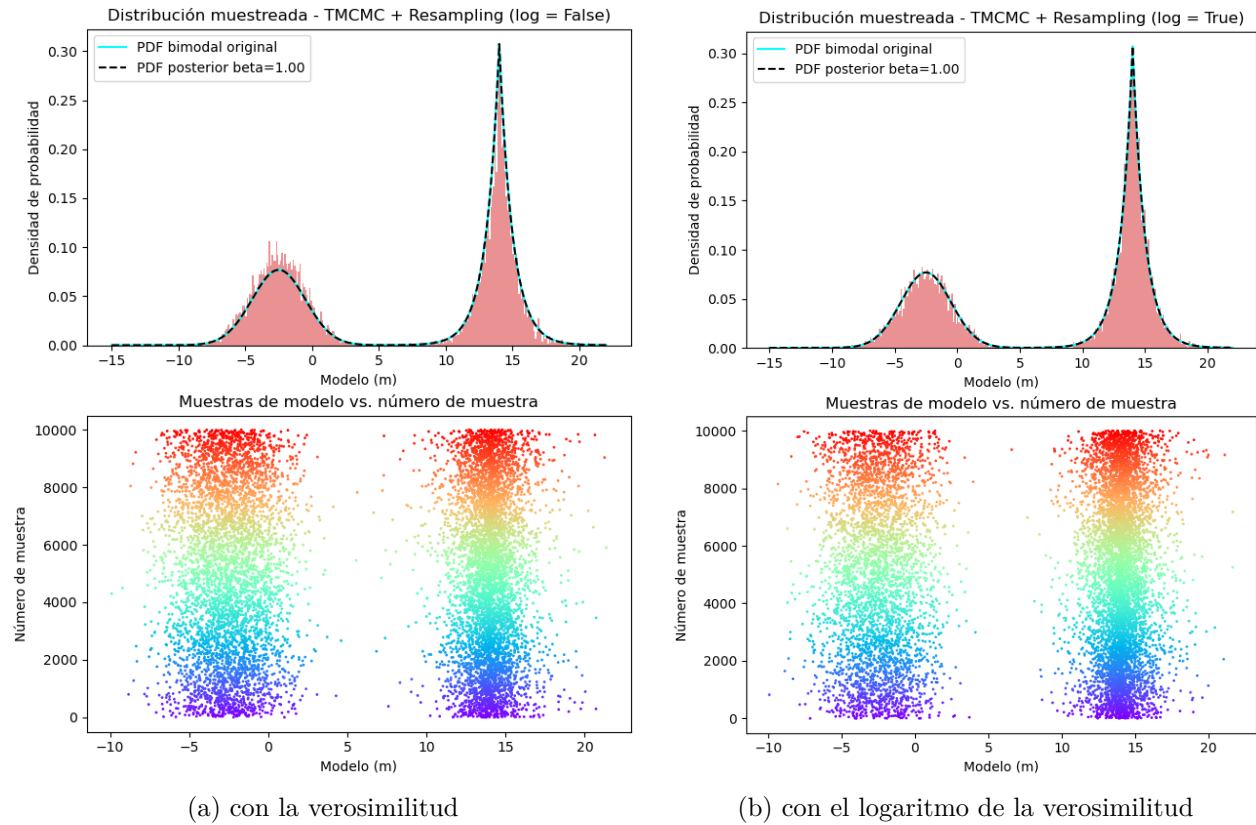 Distribución muestreada - TMCMC + Resampling (log = False)
PDF bimodal original
PDF posterior beta=1.00
Densidad de probabilidad
0.30
0.25
0.20
0.15
0.10
0.05
0.00
−15 −10 −5 0 5 10 15 20
Modelo (m)
Muestras de modelo vs. número de muestra
Número de muestra
10000
8000
6000
4000
2000
0
−10 −5 0 5 10 15 20
Modelo (m)
(a) con la verosimilitud
Distribución muestreada - TMCMC + Resampling (log = True)
PDF bimodal original
PDF posterior beta=1.00
Densidad de probabilidad
0.30
0.25
0.20
0.15
0.10
0.05
0.00
−15 −10 −5 0 5 10 15 20
Modelo (m)
Muestras de modelo vs. número de muestra
Número de muestra
10000
8000
6000
4000
2000
0
−10 −5 0 5 10 15 20
Modelo (m)
(b) con el logaritmo de la verosimilitud